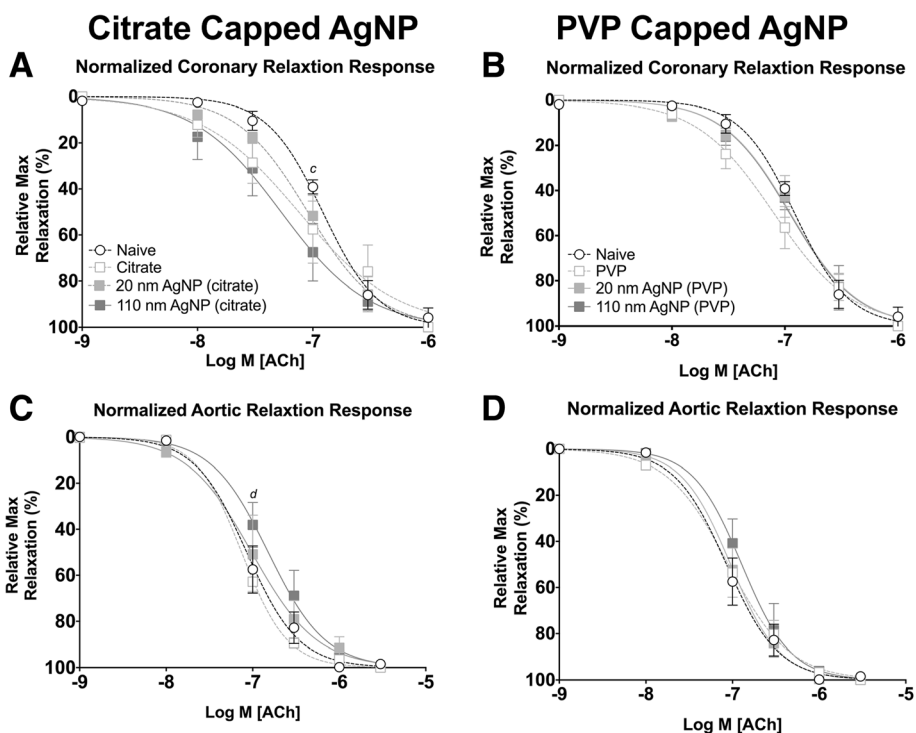 Citrate Capped AgNP
PVP Capped AgNP
A
Normalized Coronary Relaxtion Response
0
20
40
60
80
100
Relative Max
Relaxation (%)
c
Naive
Citrate
20 nm AgNP (citrate)
110 nm AgNP (citrate)
-9
-8
-7
-6
Log M [ACh]
B
Normalized Coronary Relaxtion Response
0
20
40
60
80
100
Relative Max
Relaxation (%)
Naive
PVP
20 nm AgNP (PVP)
110 nm AgNP (PVP)
-9
-8
-7
-6
Log M [ACh]
C
Normalized Aortic Relaxtion Response
0
20
40
60
80
100
Relative Max
Relaxation (%)
d
-9
-8
-7
-6
-5
Log M [ACh]
D
Normalized Aortic Relaxtion Response
0
20
40
60
80
100
Relative Max
Relaxation (%)
-9
-8
-7
-6
-5
Log M [ACh]